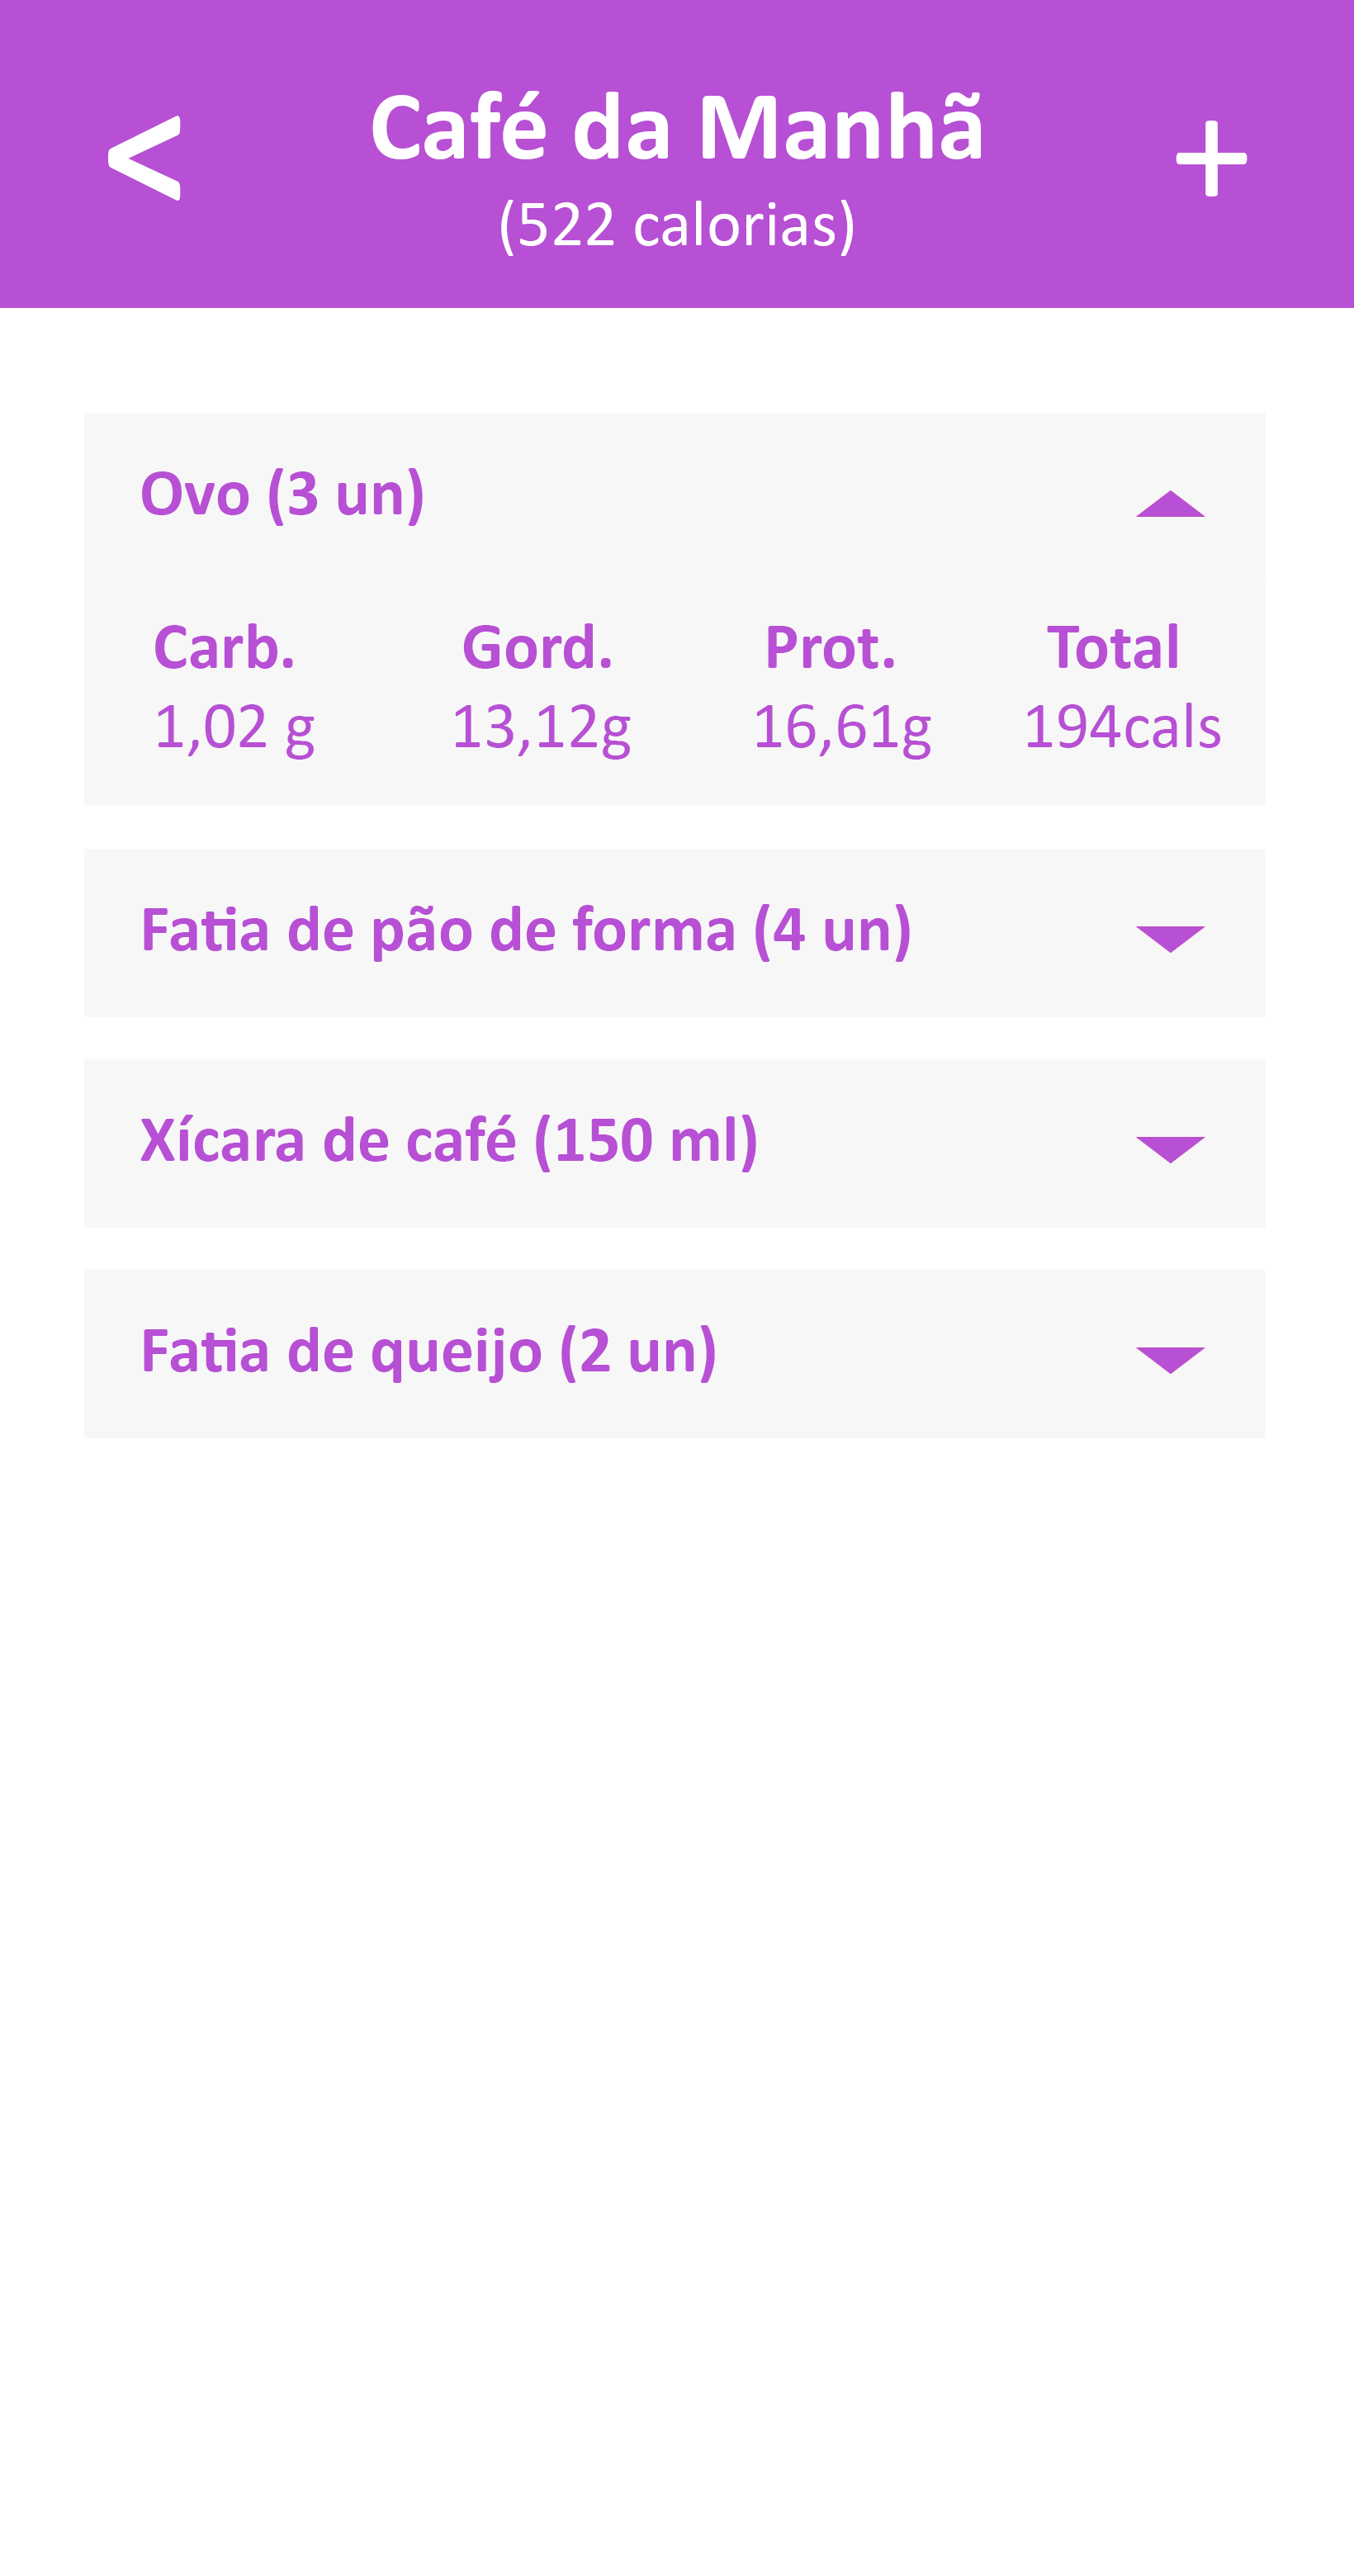 < Café da Manhã +
(522 calorias)
Ovo (3 un)
Carb. Gord. Prot. Total
1,02 g 13,12g 16,61g 194cals
Fatia de pão de forma (4 un)
Xícara de café (150 ml)
Fatia de queijo (2 un)